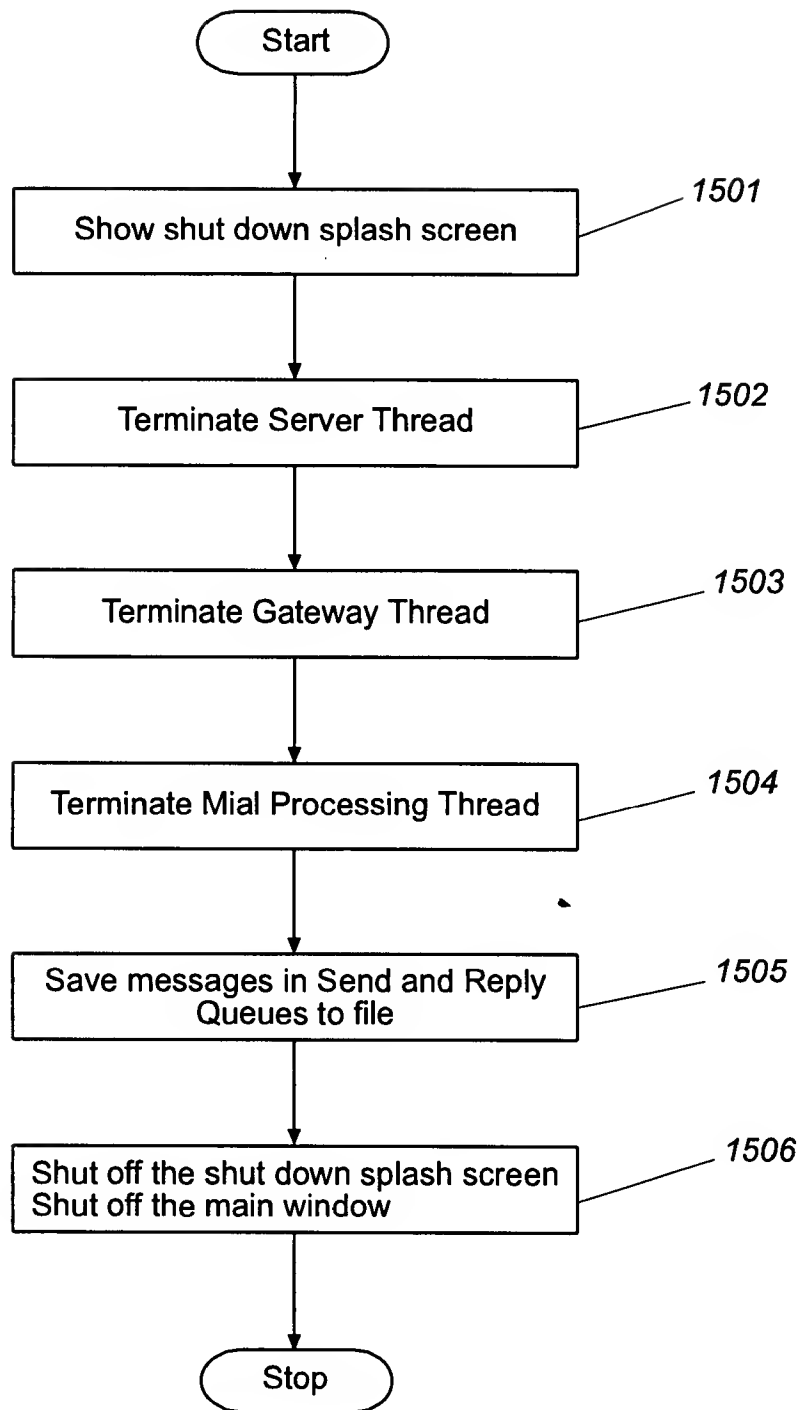 Start
Show shut down splash screen
1501
Terminate Server Thread
1502
Terminate Gateway Thread
1503
Terminate Mial Processing Thread
1504
Save messages in Send and Reply
Queues to file
1505
Shut off the shut down splash screen
Shut off the main window
1506
Stop